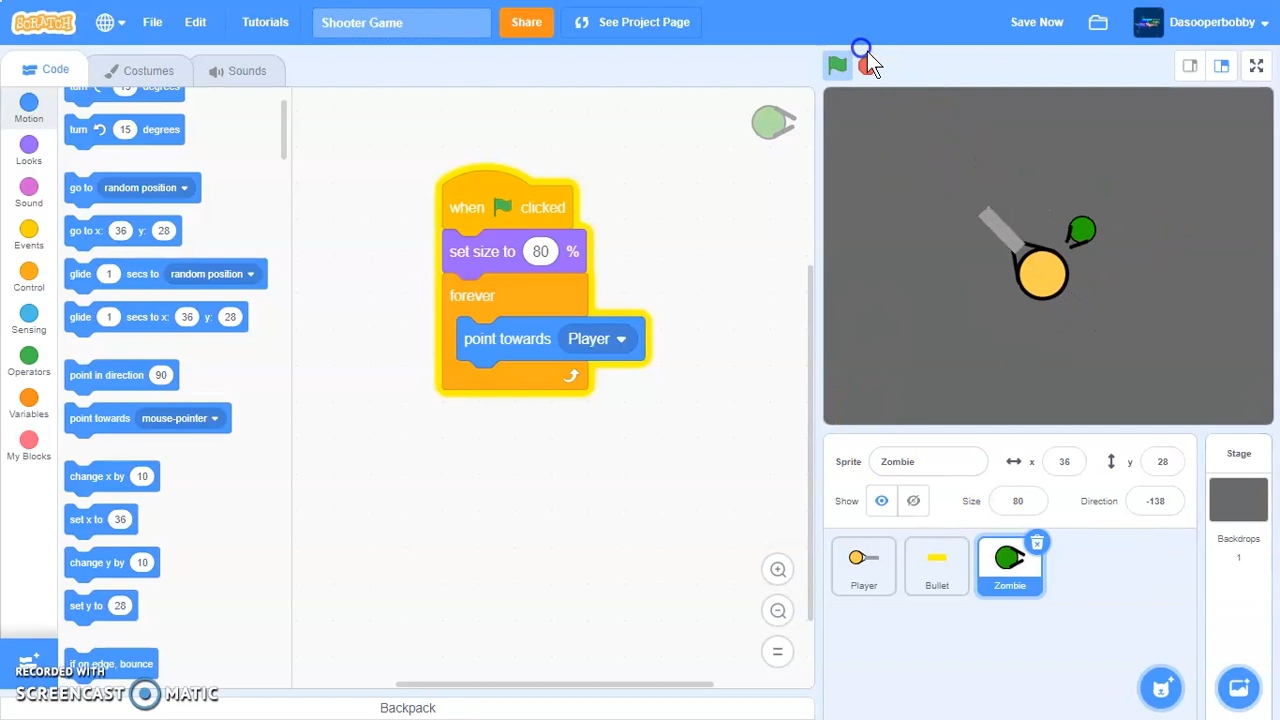 SCRATCH File Edit Tutorials Shooter Game Share See Project Page Save Now Dasooperbobby
Code Costumes Sounds
Motion
Looks
Sound
Events
Control
Sensing
Operators
Variables
My Blocks
turn 15 degrees
turn 15 degrees
go to random position
go to x: 36 y: 28
glide 1 secs to random position
glide 1 secs to x: 36 y: 28
point in direction 90
point towards mouse-pointer
change x by 10
set x to 36
change y by 10
set y to 28
if on edge, bounce
when clicked
set size to 80 %
forever
point towards Player
Sprite Zombie x 36 y 28
Show Size 80 Direction -138
Player Bullet Zombie
Stage
Backdrops
1
Backpack
RECORDED WITH
SCREENCAST MATIC